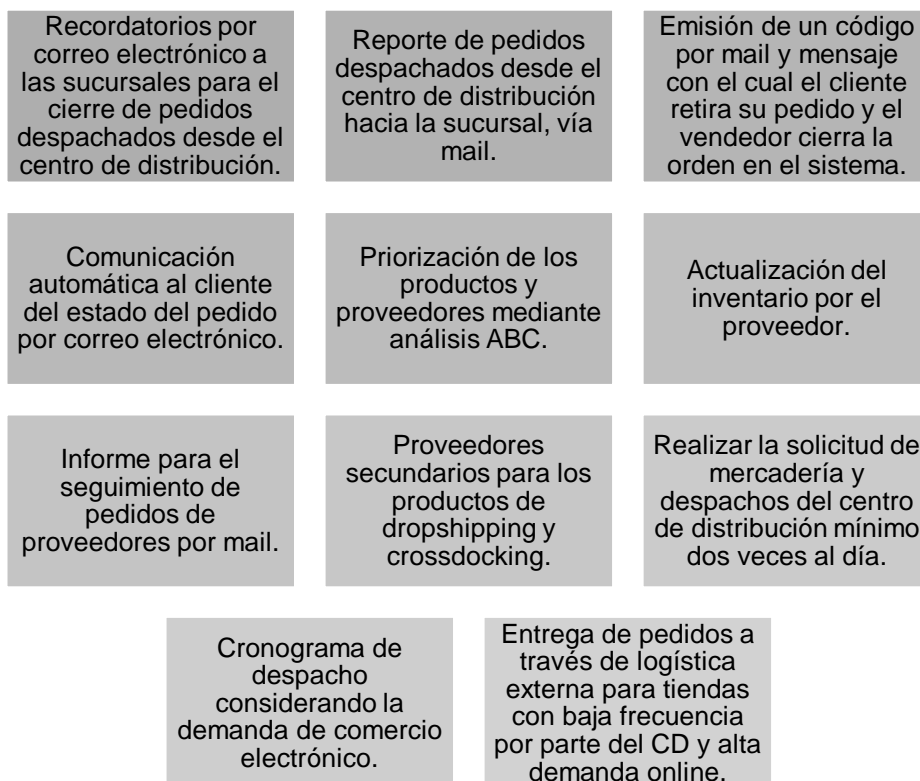 Recordatorios por
correo electrónico a
las sucursales para el
cierre de pedidos
despachados desde el
centro de distribución.
Reporte de pedidos
despachados desde el
centro de distribución
hacia la sucursal, vía
mail.
Emisión de un código
por mail y mensaje
con el cual el cliente
retira su pedido y el
vendedor cierra la
orden en el sistema.
Comunicación
automática al cliente
del estado del pedido
por correo electrónico.
Priorización de los
productos y
proveedores mediante
análisis ABC.
Actualización del
inventario por el
proveedor.
Informe para el
seguimiento de
pedidos de
proveedores por mail.
Proveedores
secundarios para los
productos de
dropshipping y
crossdocking.
Realizar la solicitud de
mercadería y
despachos del centro
de distribución mínimo
dos veces al día.
Cronograma de
despacho
considerando la
demanda de comercio
electrónico.
Entrega de pedidos a
través de logística
externa para tiendas
con baja frecuencia
por parte del CD y alta
demanda online.